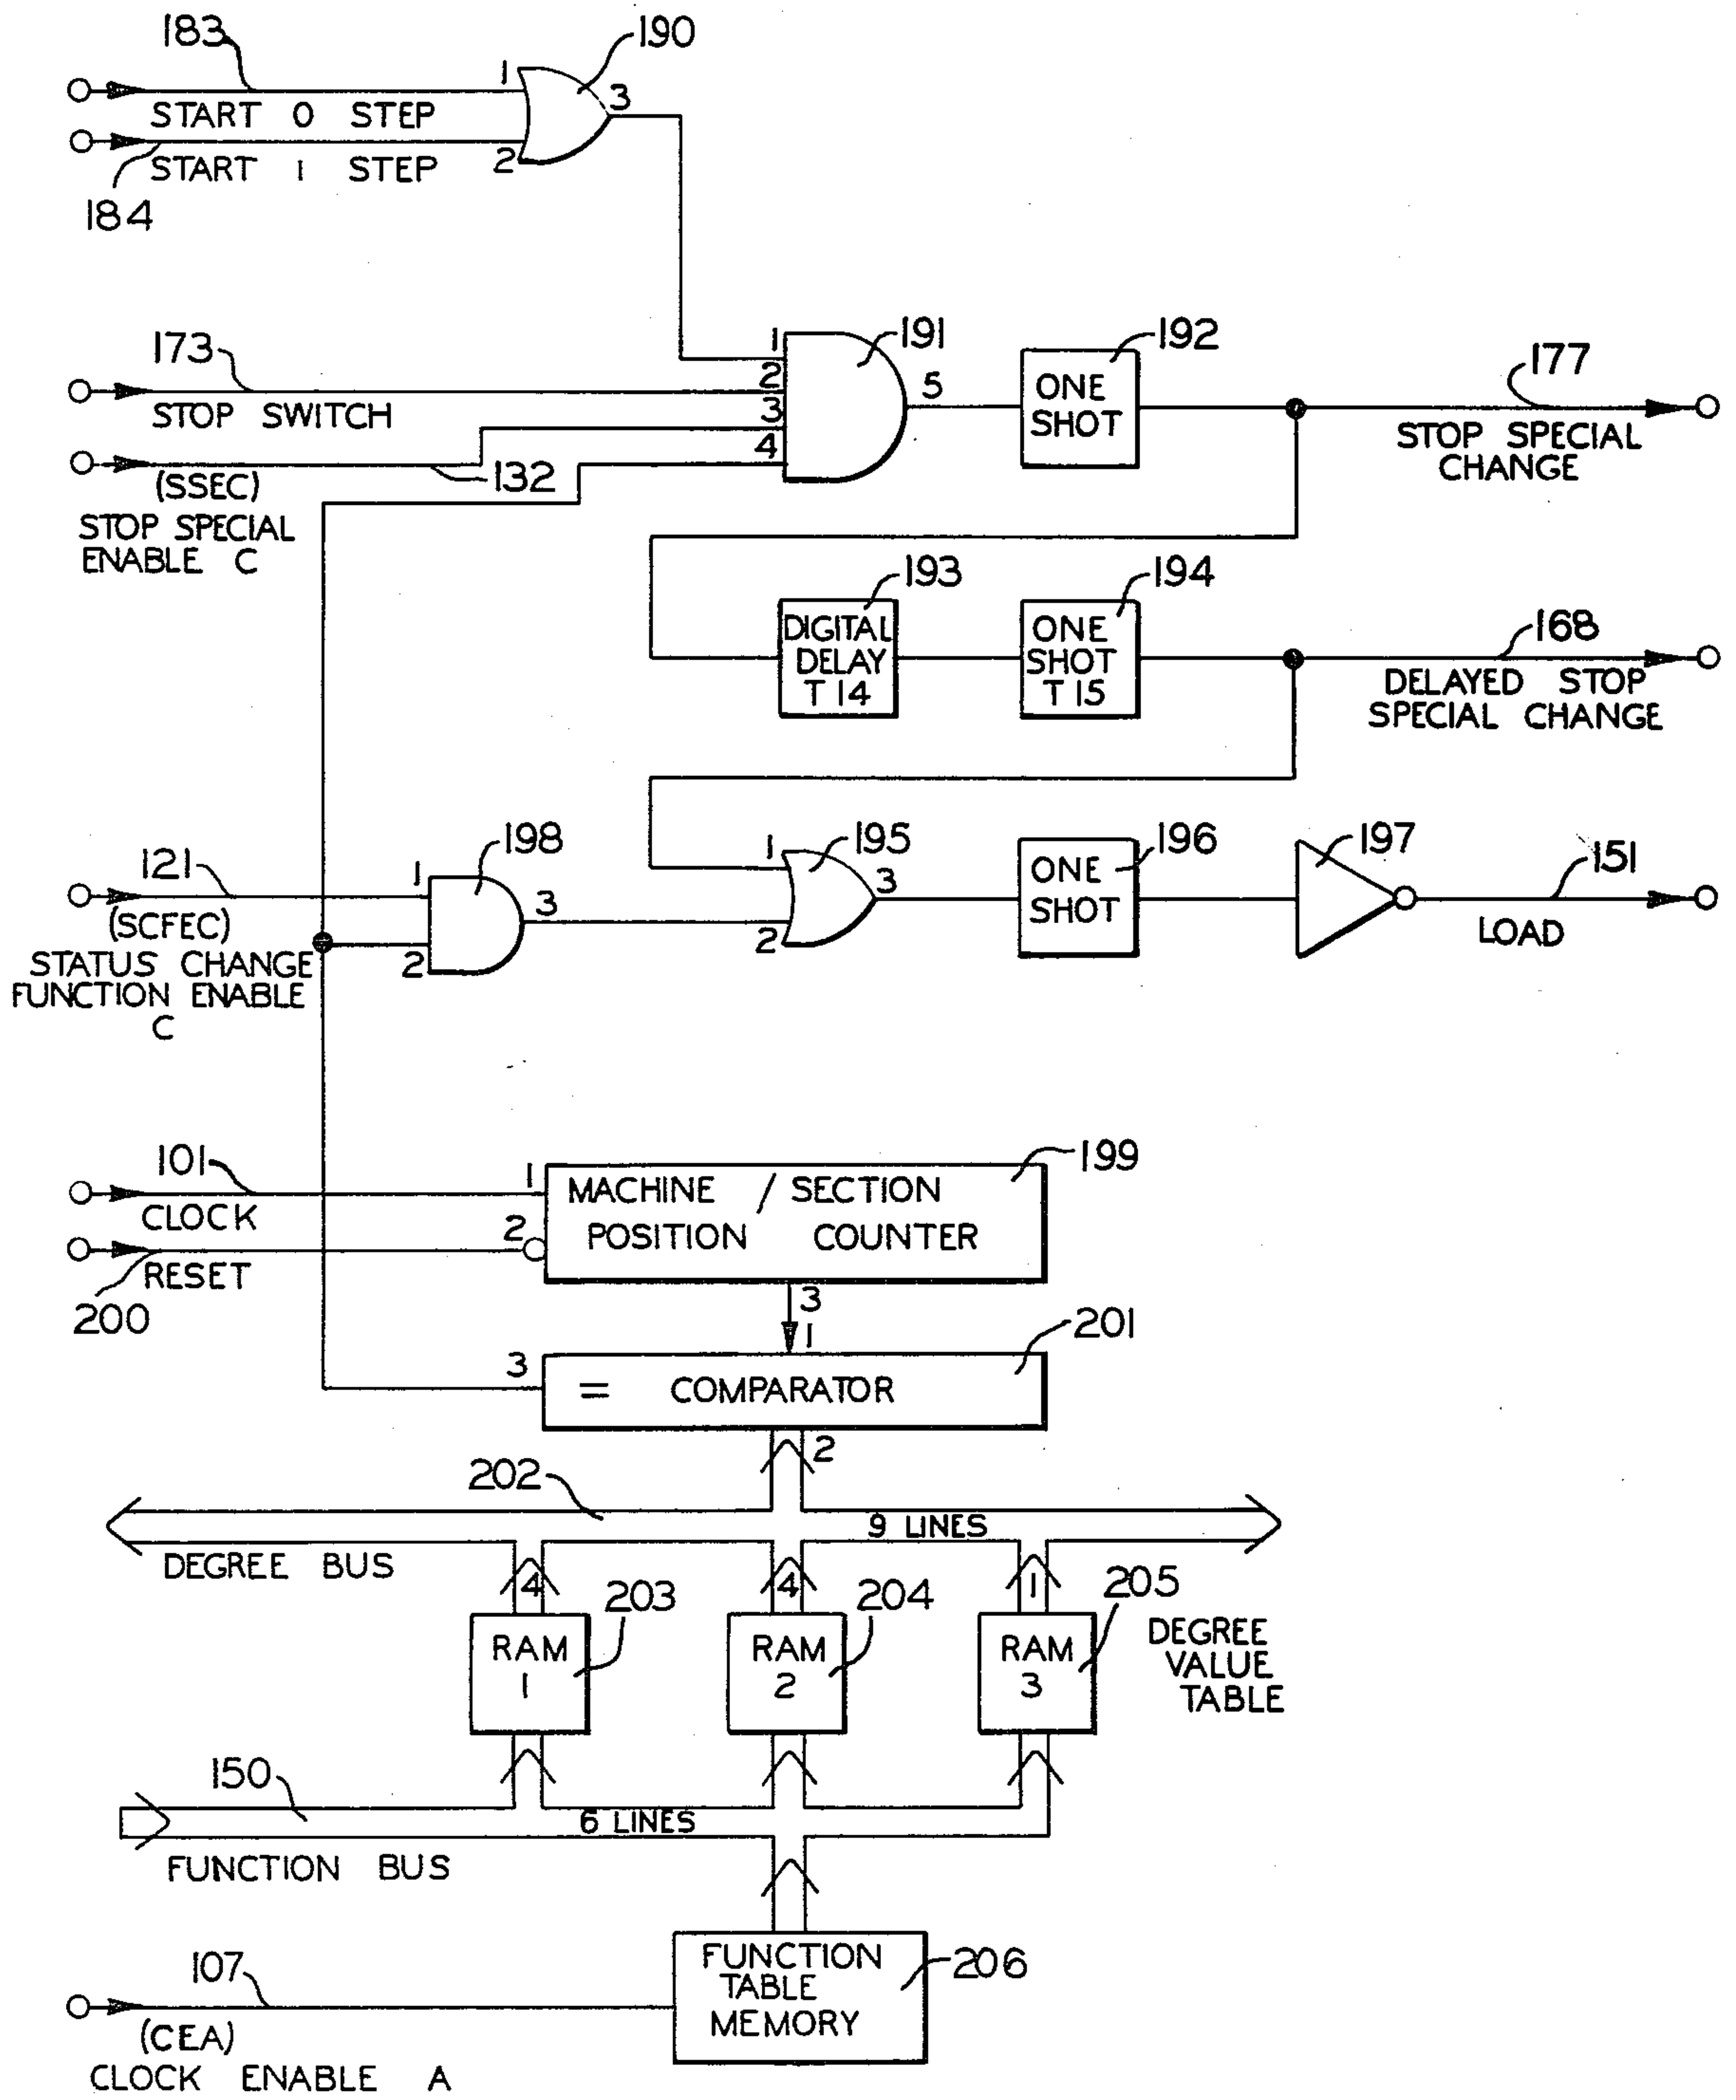 183
190
1
3
START 0 STEP
2
START 1 STEP
184
173
1
191
192
177
2
5
ONE
SHOT
STOP SWITCH
3
STOP SPECIAL
CHANGE
4
(SSEC)
132
STOP SPECIAL
ENABLE C
193
194
168
DIGITAL
DELAY
T 14
ONE
SHOT
T 15
DELAYED STOP
SPECIAL CHANGE
121
198
1
195
196
197
151
1
3
3
ONE
SHOT
(SCFEC)
2
2
LOAD
STATUS CHANGE
FUNCTION ENABLE
C
101
1
199
MACHINE / SECTION
POSITION COUNTER
CLOCK
2
RESET
200
3
1
201
3
= COMPARATOR
2
202
9 LINES
DEGREE BUS
4
203
4
204
1
205
RAM
1
RAM
2
RAM
3
DEGREE
VALUE
TABLE
150
6 LINES
FUNCTION BUS
107
FUNCTION
TABLE
MEMORY
206
(CEA)
CLOCK ENABLE A